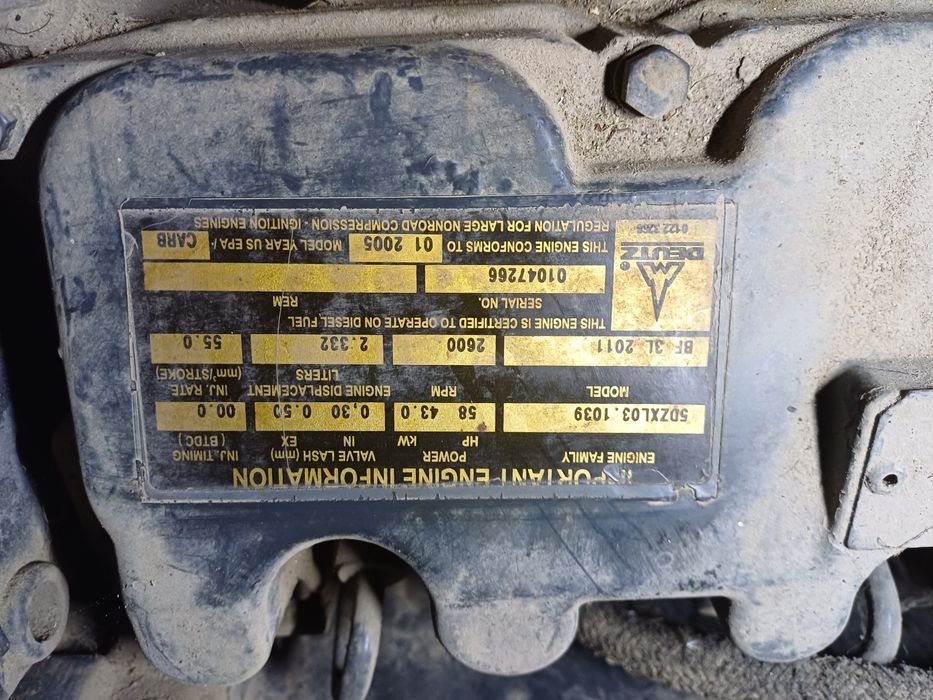 IMPORTANT ENGINE INFORMATION
ENGINE FAMILY POWER VALVE LASH (mm) INJ.TIMING
HP kW IN EX ( BTDC )
5DZXL03.1039 58 43.0 0,30 0.50 00.0
MODEL RPM ENGINE DISPLACEMENT INJ. RATE
LITERS (mm³/STROKE)
BF 3L 2011 2600 2.332 55.0
THIS ENGINE IS CERTIFIED TO OPERATE ON DIESEL FUEL
SERIAL NO. REM
01047266
DEUTZ ®
THIS ENGINE CONFORMS TO 01 2005 MODEL YEAR US EPA / CARB
REGULATION FOR LARGE NONROAD COMPRESSION - IGNITION ENGINES
0122 3266